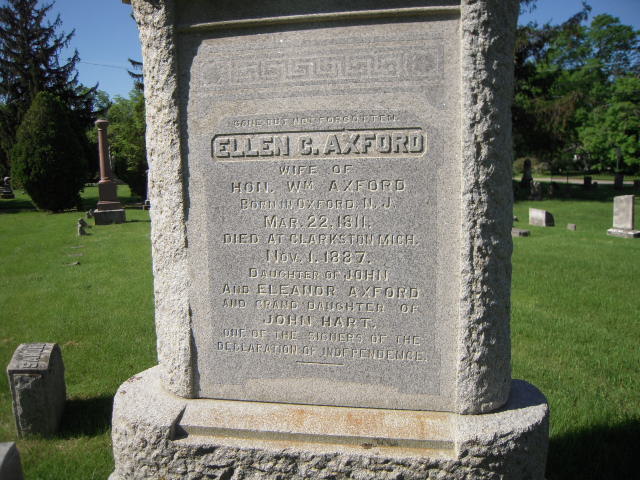 GONE BUT NOT FORGOTTEN.
ELLEN C. AXFORD
WIFE OF
HON. WM AXFORD
BORN IN OXFORD, N. J.
MAR. 22, 1811.
DIED AT CLARKSTON MICH.
NOV. 1, 1887.
DAUGHTER OF JOHN
AND ELEANOR AXFORD
AND GRAND DAUGHTER OF
JOHN HART.
ONE OF THE SIGNERS OF THE
DECLARATION OF INDEPENDENCE.